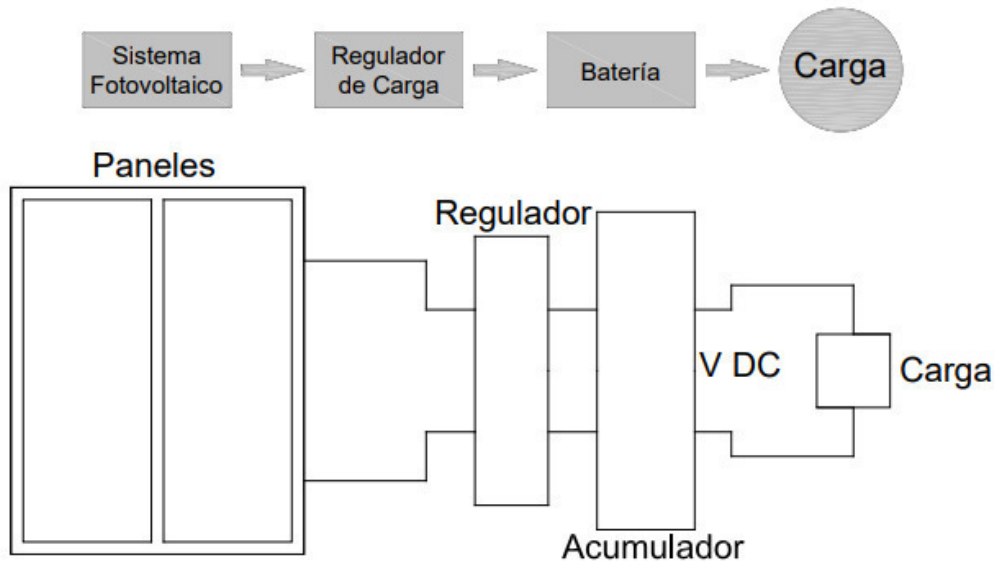 Sistema
Fotovoltaico
Regulador
de Carga
Batería
Carga
Paneles
Regulador
V DC
Carga
Acumulador